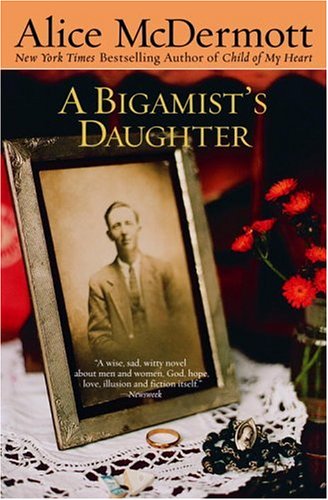 Alice McDermott
New York Times Bestselling Author of Child of My Heart
A BIGAMIST'S
DAUGHTER
"A wise, sad, witty novel
about men and women, God, hope,
love, illusion and fiction itself."
—Newsweek